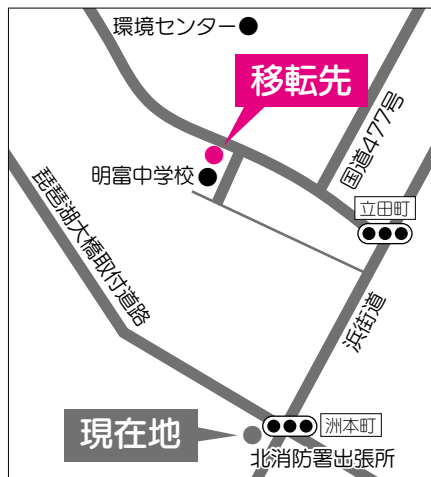 環境センター
移転先
国道477号
明富中学校
立田町
琵琶湖大橋取付道路
浜街道
現在地
洲本町
北消防署出張所